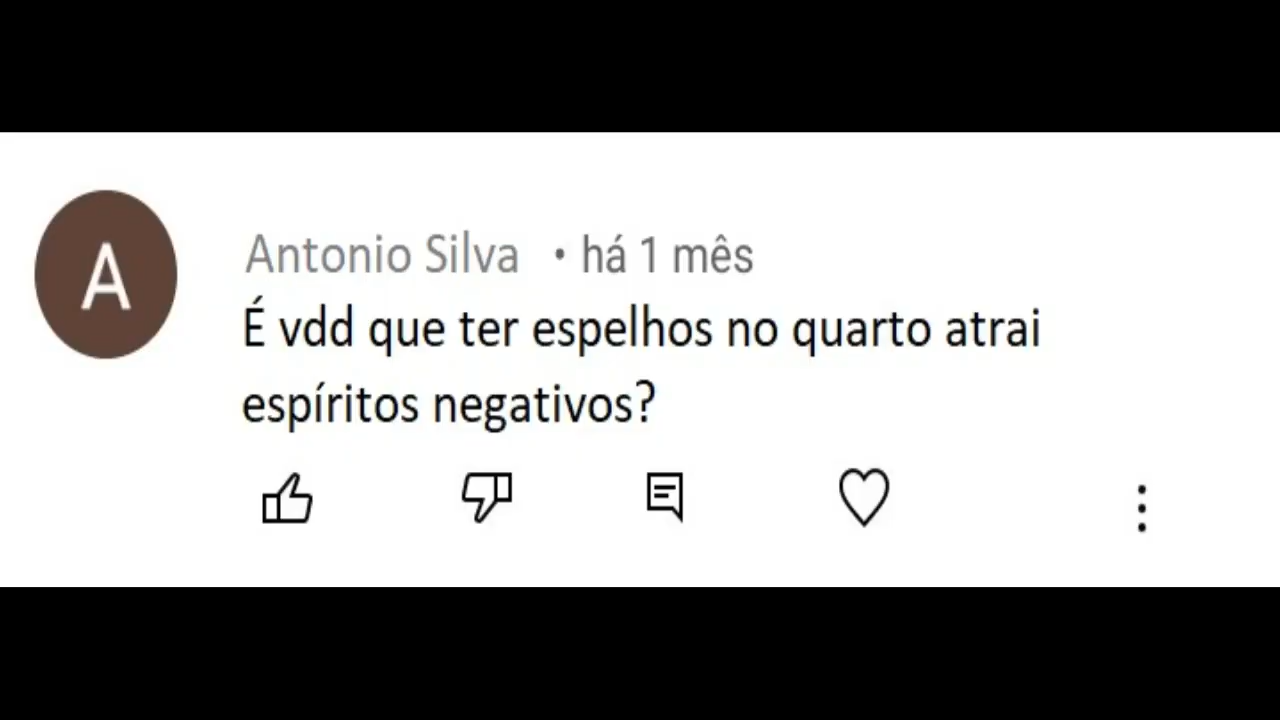 A
Antonio Silva • há 1 mês
É vdd que ter espelhos no quarto atrai
espíritos negativos?